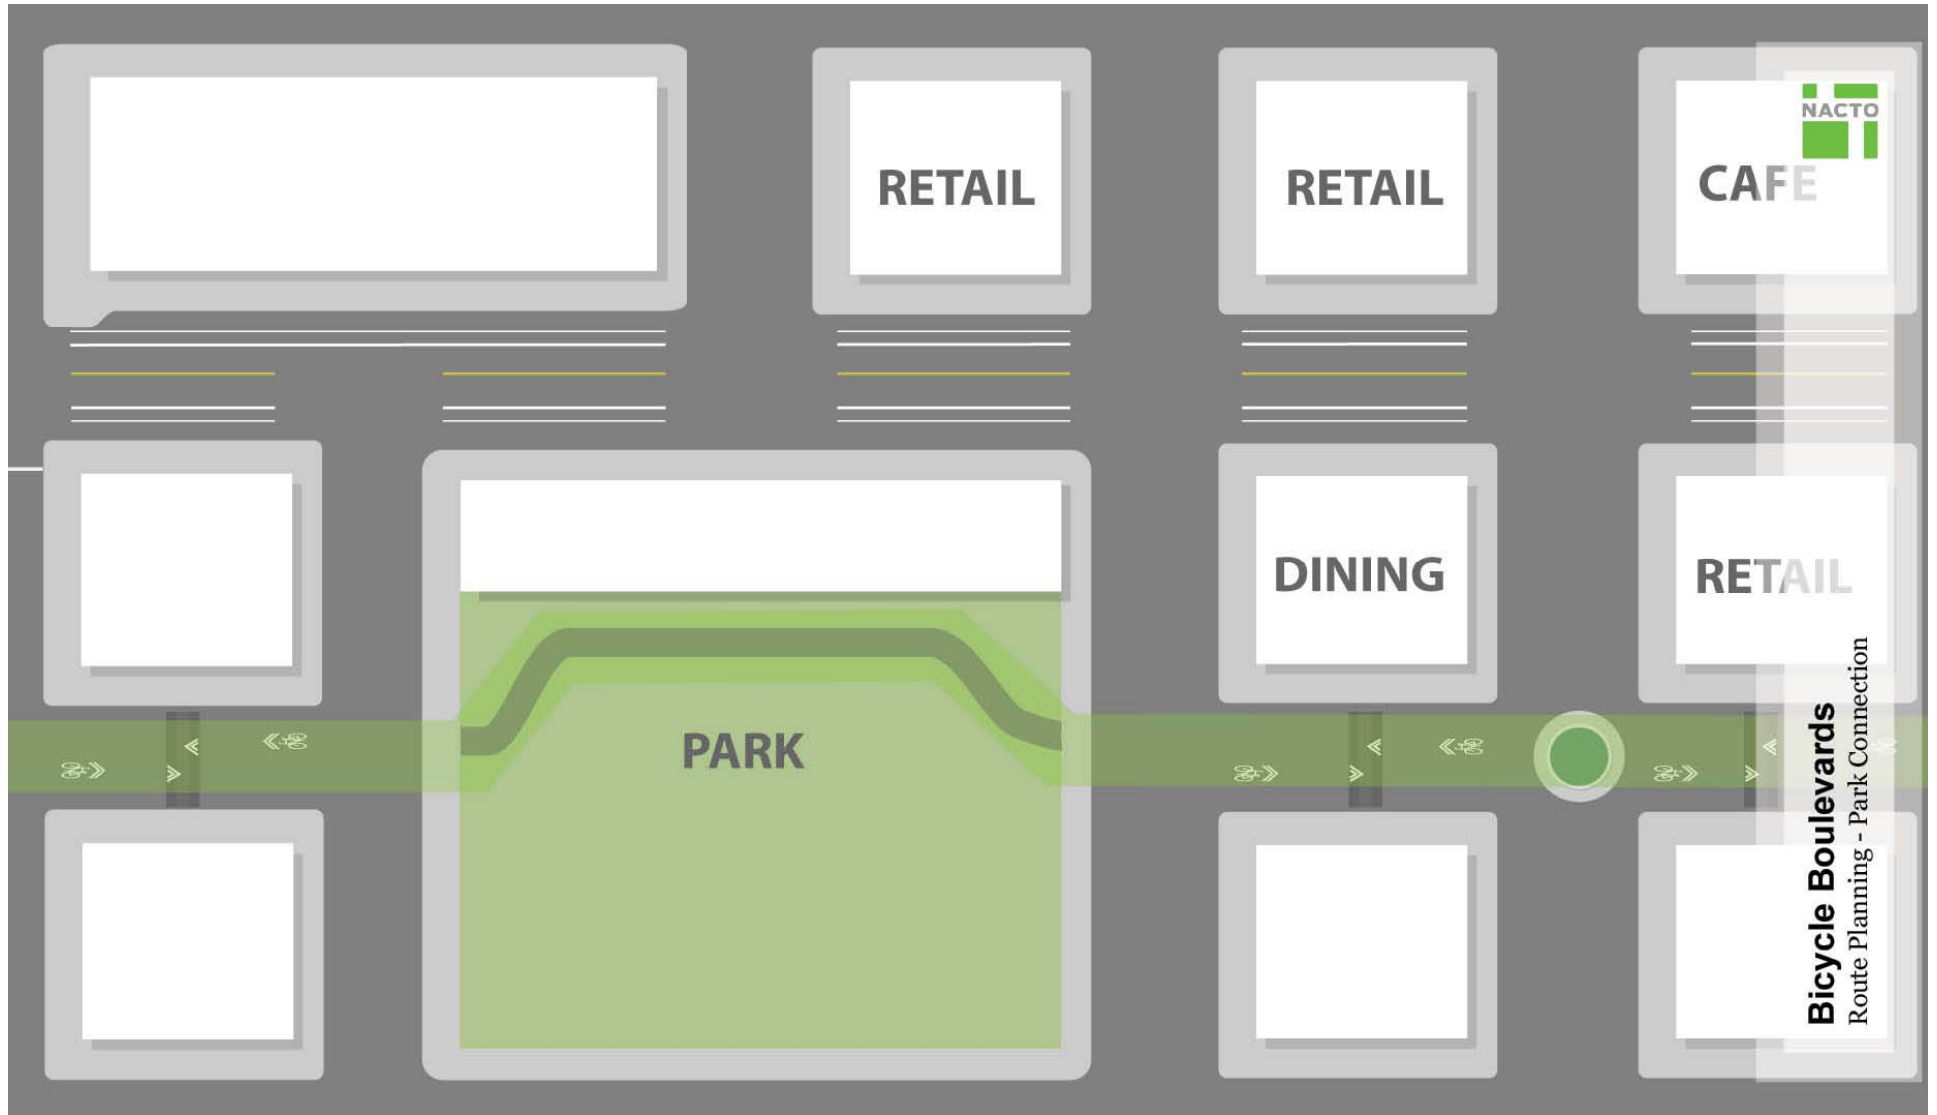 RETAIL
RETAIL
CAFE
NACTO
DINING
RETAIL
PARK
Bicycle Boulevards
Route Planning - Park Connection